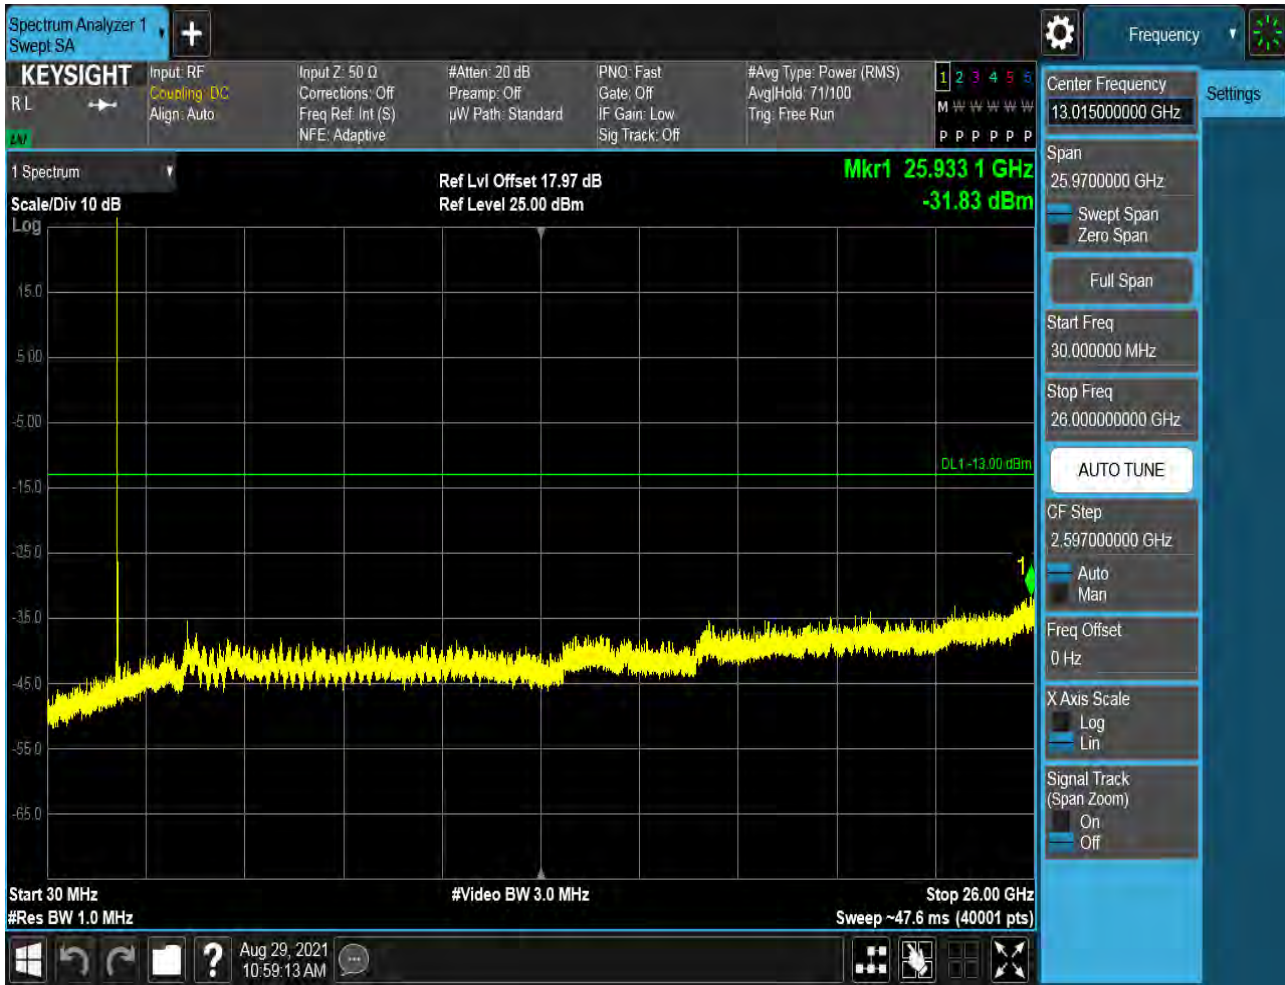 Spectrum Analyzer 1
Swept SA
Frequency
KEYSIGHT
R L
Input: RF
Coupling: DC
Align: Auto
Input Z: 50 Ω
Corrections: Off
Freq Ref: Int (S)
NFE: Adaptive
#Atten: 20 dB
Preamp: Off
µW Path: Standard
PNO: Fast
Gate: Off
IF Gain: Low
Sig Track: Off
#Avg Type: Power (RMS)
Avg|Hold: 71/100
Trig: Free Run
1 2 3 4 5 6
M W W W W W
P P P P P P
Center Frequency
13.015000000 GHz
Settings
Span
25.9700000 GHz
Swept Span
Zero Span
Full Span
Start Freq
30.000000 MHz
Stop Freq
26.000000000 GHz
AUTO TUNE
CF Step
2.597000000 GHz
Auto
Man
Freq Offset
0 Hz
X Axis Scale
Log
Lin
Signal Track
(Span Zoom)
On
Off
1 Spectrum
Scale/Div 10 dB
Log
Ref Lvl Offset 17.97 dB
Ref Level 25.00 dBm
Mkr1 25.933 1 GHz
-31.83 dBm
15.0
5.00
-5.00
DL1 -13.00 dBm
-15.0
-25.0
1
-35.0
-45.0
-55.0
-65.0
Start 30 MHz
#Video BW 3.0 MHz
Stop 26.00 GHz
#Res BW 1.0 MHz
Sweep ~47.6 ms (40001 pts)
Aug 29, 2021
10:59:13 AM